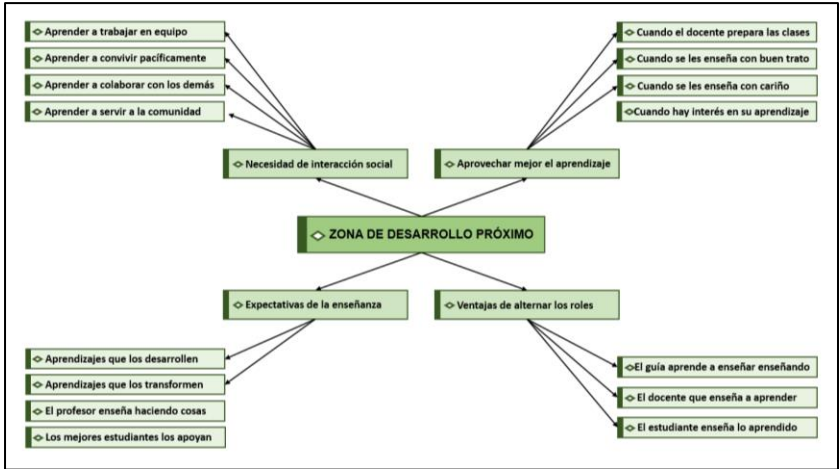 Aprender a trabajar en equipo
Aprender a convivir pacíficamente
Aprender a colaborar con los demás
Aprender a servir a la comunidad
Cuando el docente prepara las clases
Cuando se les enseña con buen trato
Cuando se les enseña con cariño
Cuando hay interés en su aprendizaje
Necesidad de interacción social
Aprovechar mejor el aprendizaje
ZONA DE DESARROLLO PRÓXIMO
Expectativas de la enseñanza
Ventajas de alternar los roles
Aprendizajes que los desarrollen
Aprendizajes que los transformen
El profesor enseña haciendo cosas
Los mejores estudiantes los apoyan
El guía aprende a enseñar enseñando
El docente que enseña a aprender
El estudiante enseña lo aprendido